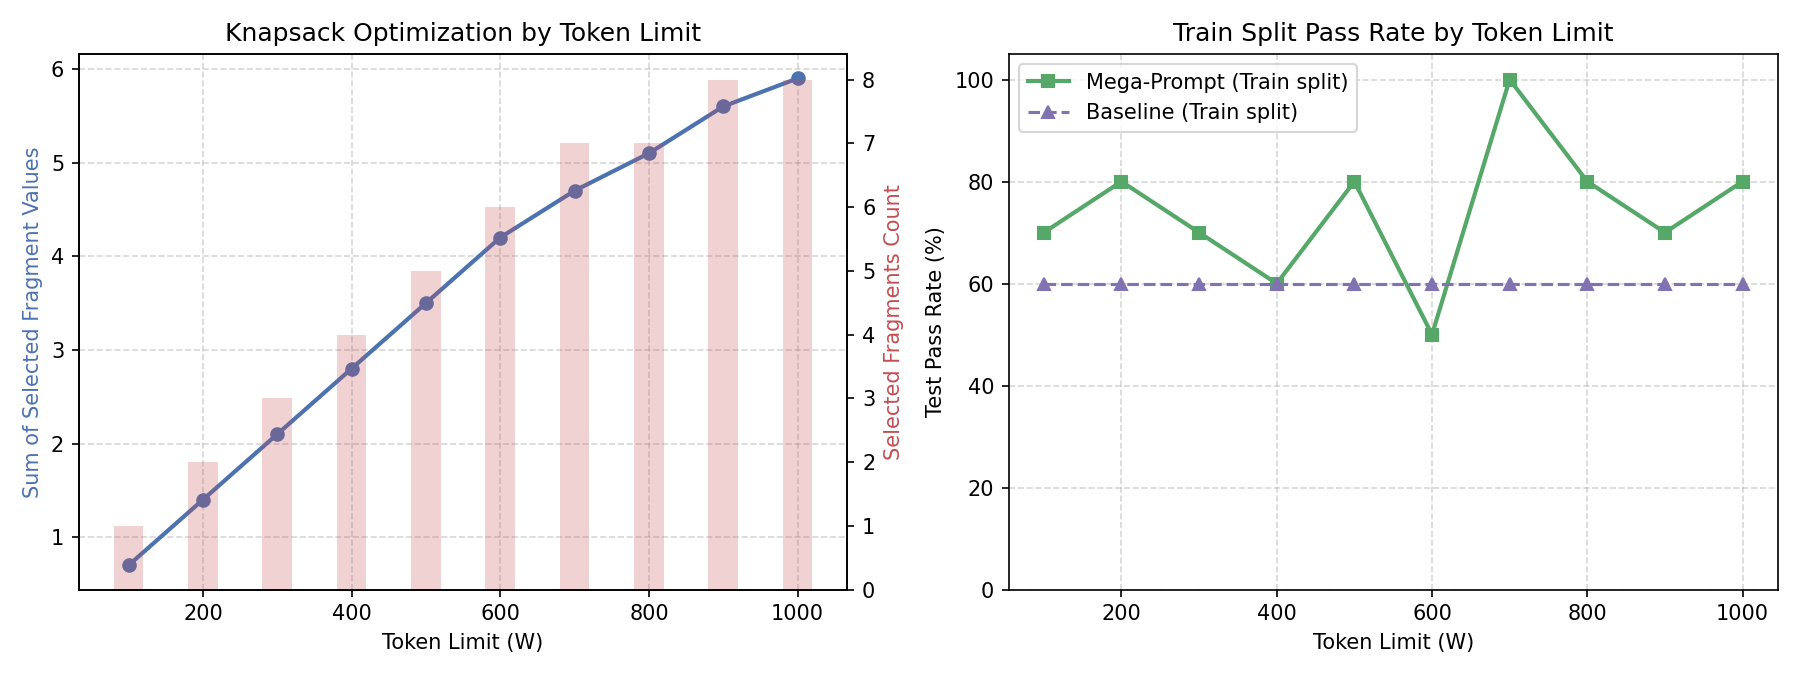 Knapsack Optimization by Token Limit
Sum of Selected Fragment Values
6
5
4
3
2
1
8
7
6
5
4
3
2
1
0
Selected Fragments Count
200 400 600 800 1000
Token Limit (W)
Train Split Pass Rate by Token Limit
Mega-Prompt (Train split)
Baseline (Train split)
Test Pass Rate (%)
100
80
60
40
20
0
200 400 600 800 1000
Token Limit (W)